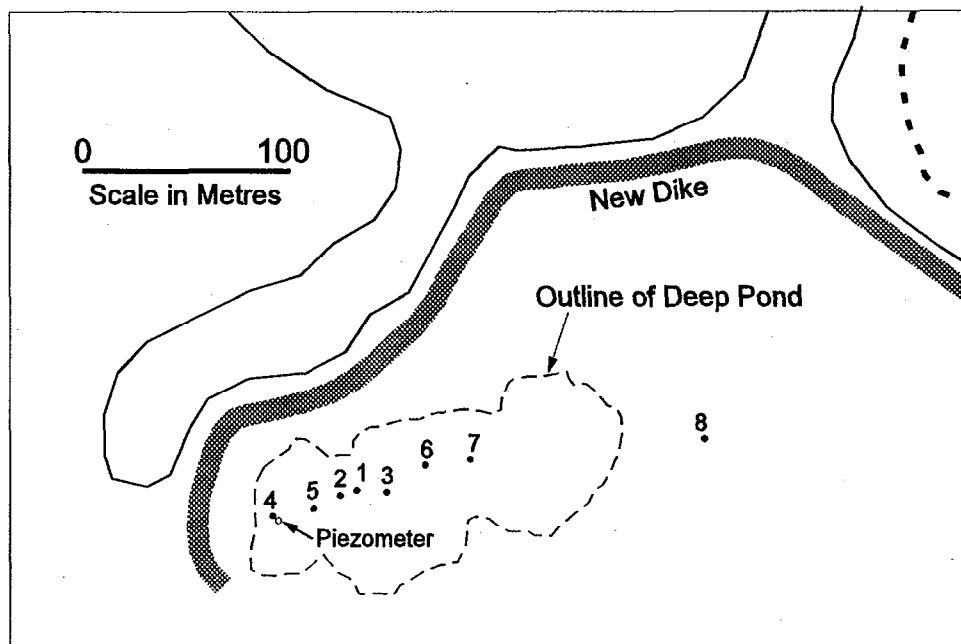 0 100
Scale in Metres
New Dike
Outline of Deep Pond
8
6 7
5 2 1 3
4
Piezometer